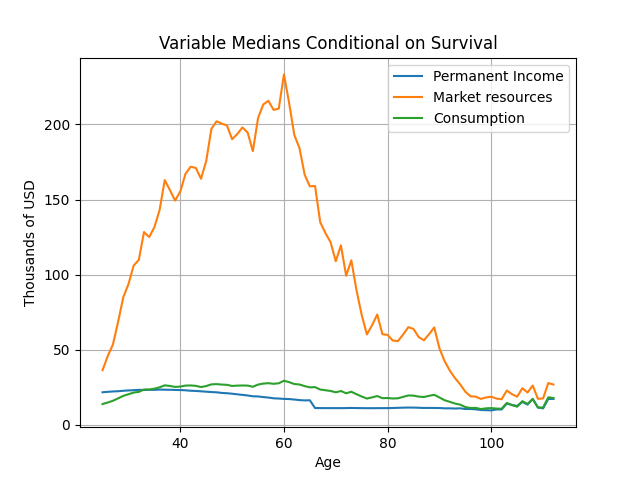 Variable Medians Conditional on Survival
Permanent Income
Market resources
Consumption
Thousands of USD
200
150
100
50
0
40
60
80
100
Age